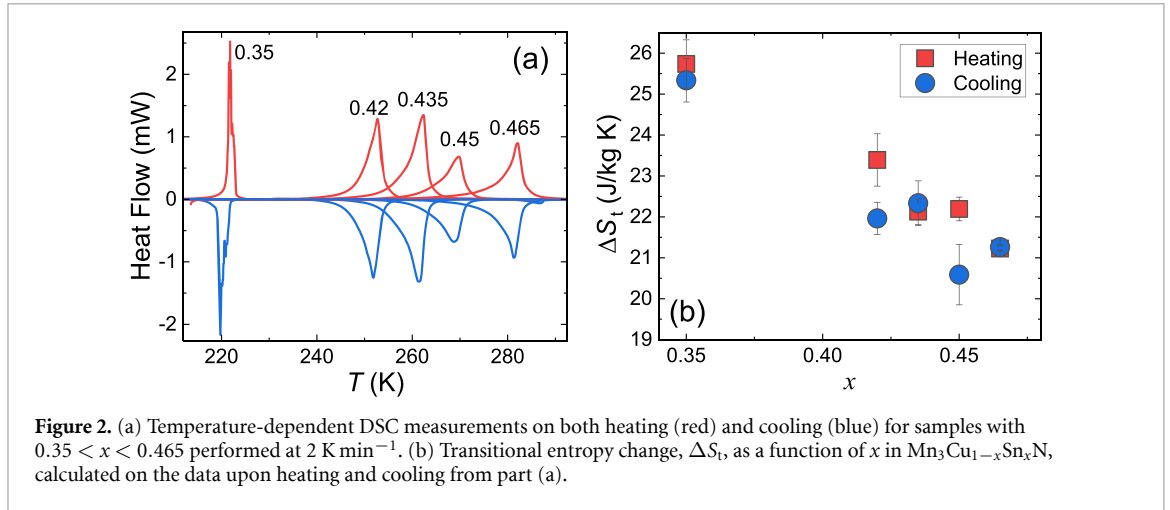 (a)
0.35
0.42
0.435
0.45
0.465
2
1
0
-1
-2
Heat Flow (mW)
220
240
260
280
T (K)
Heating
Cooling
26
25
24
23
22
21
20
19
ΔSt (J/kg K)
(b)
0.35
0.40
0.45
x
Figure 2. (a) Temperature-dependent DSC measurements on both heating (red) and cooling (blue) for samples with
0.35 < x < 0.465 performed at 2 K min−1. (b) Transitional entropy change, ΔSt, as a function of x in Mn3Cu1−xSnxN,
calculated on the data upon heating and cooling from part (a).